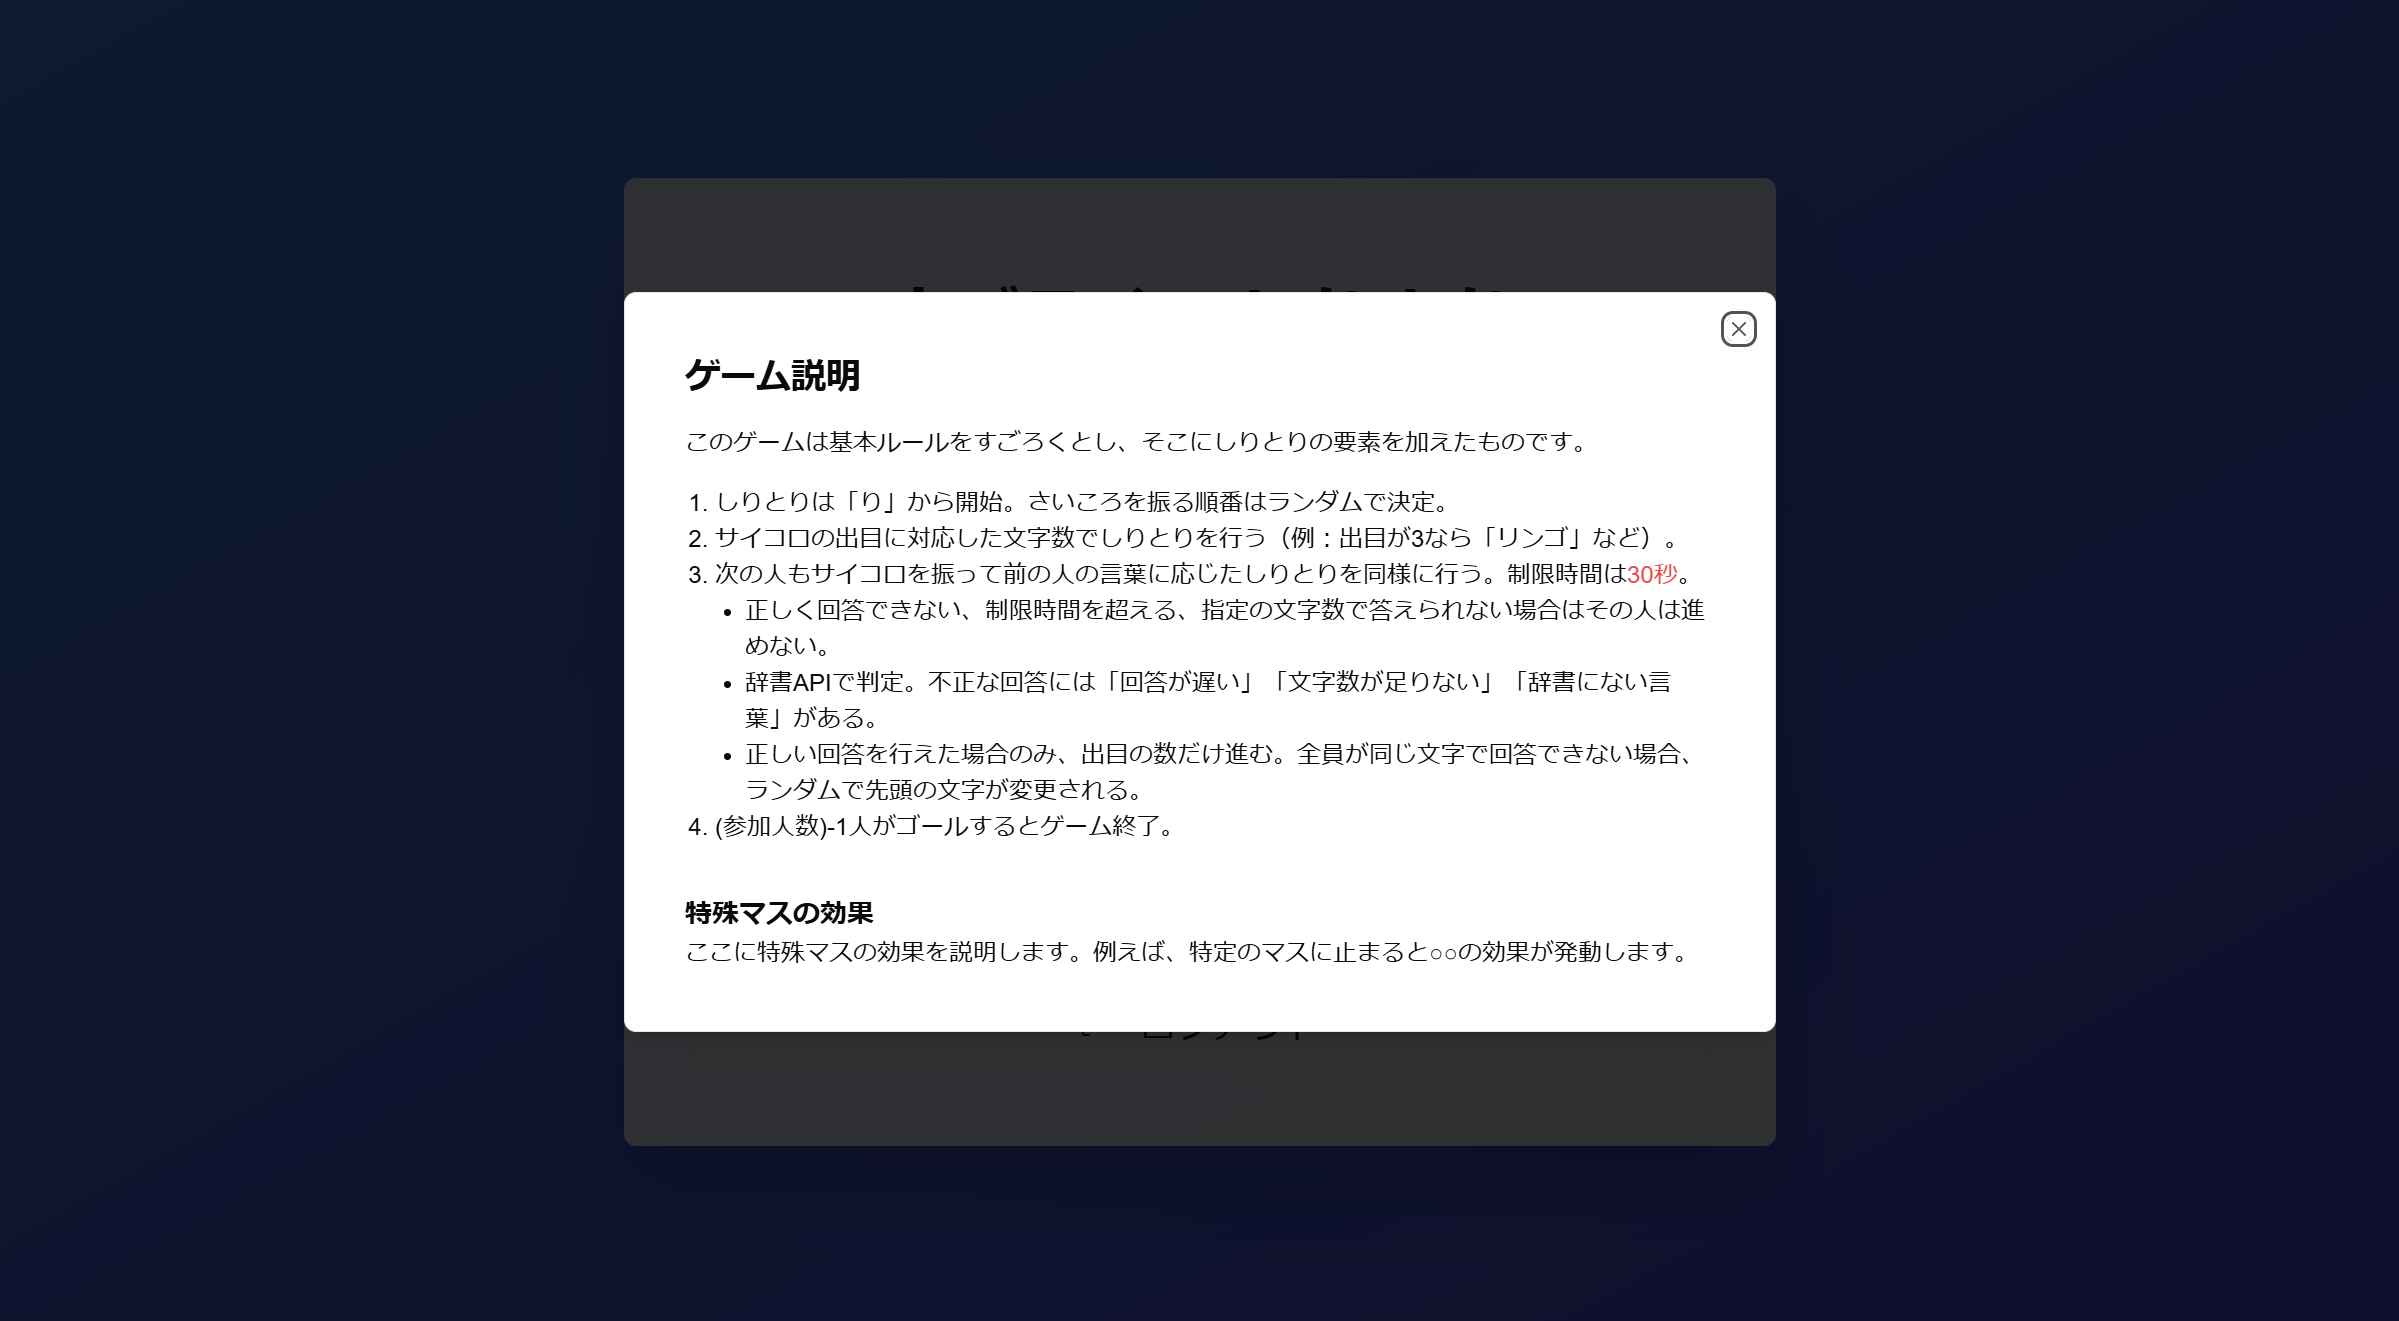 ゲーム説明
このゲームは基本ルールをすごろくとし、そこにしりとりの要素を加えたものです。
1. しりとりは「り」から開始。さいころを振る順番はランダムで決定。
2. サイコロの出目に対応した文字数でしりとりを行う（例：出目が3なら「リンゴ」など）。
3. 次の人もサイコロを振って前の人の言葉に応じたしりとりを同様に行う。制限時間は30秒。
• 正しく回答できない、制限時間を超える、指定の文字数で答えられない場合はその人は進
めない。
• 辞書APIで判定。不正な回答には「回答が遅い」「文字数が足りない」「辞書にない言
葉」がある。
• 正しい回答を行えた場合のみ、出目の数だけ進む。全員が同じ文字で回答できない場合、
ランダムで先頭の文字が変更される。
4. (参加人数)-1人がゴールするとゲーム終了。
特殊マスの効果
ここに特殊マスの効果を説明します。例えば、特定のマスに止まると○○の効果が発動します。